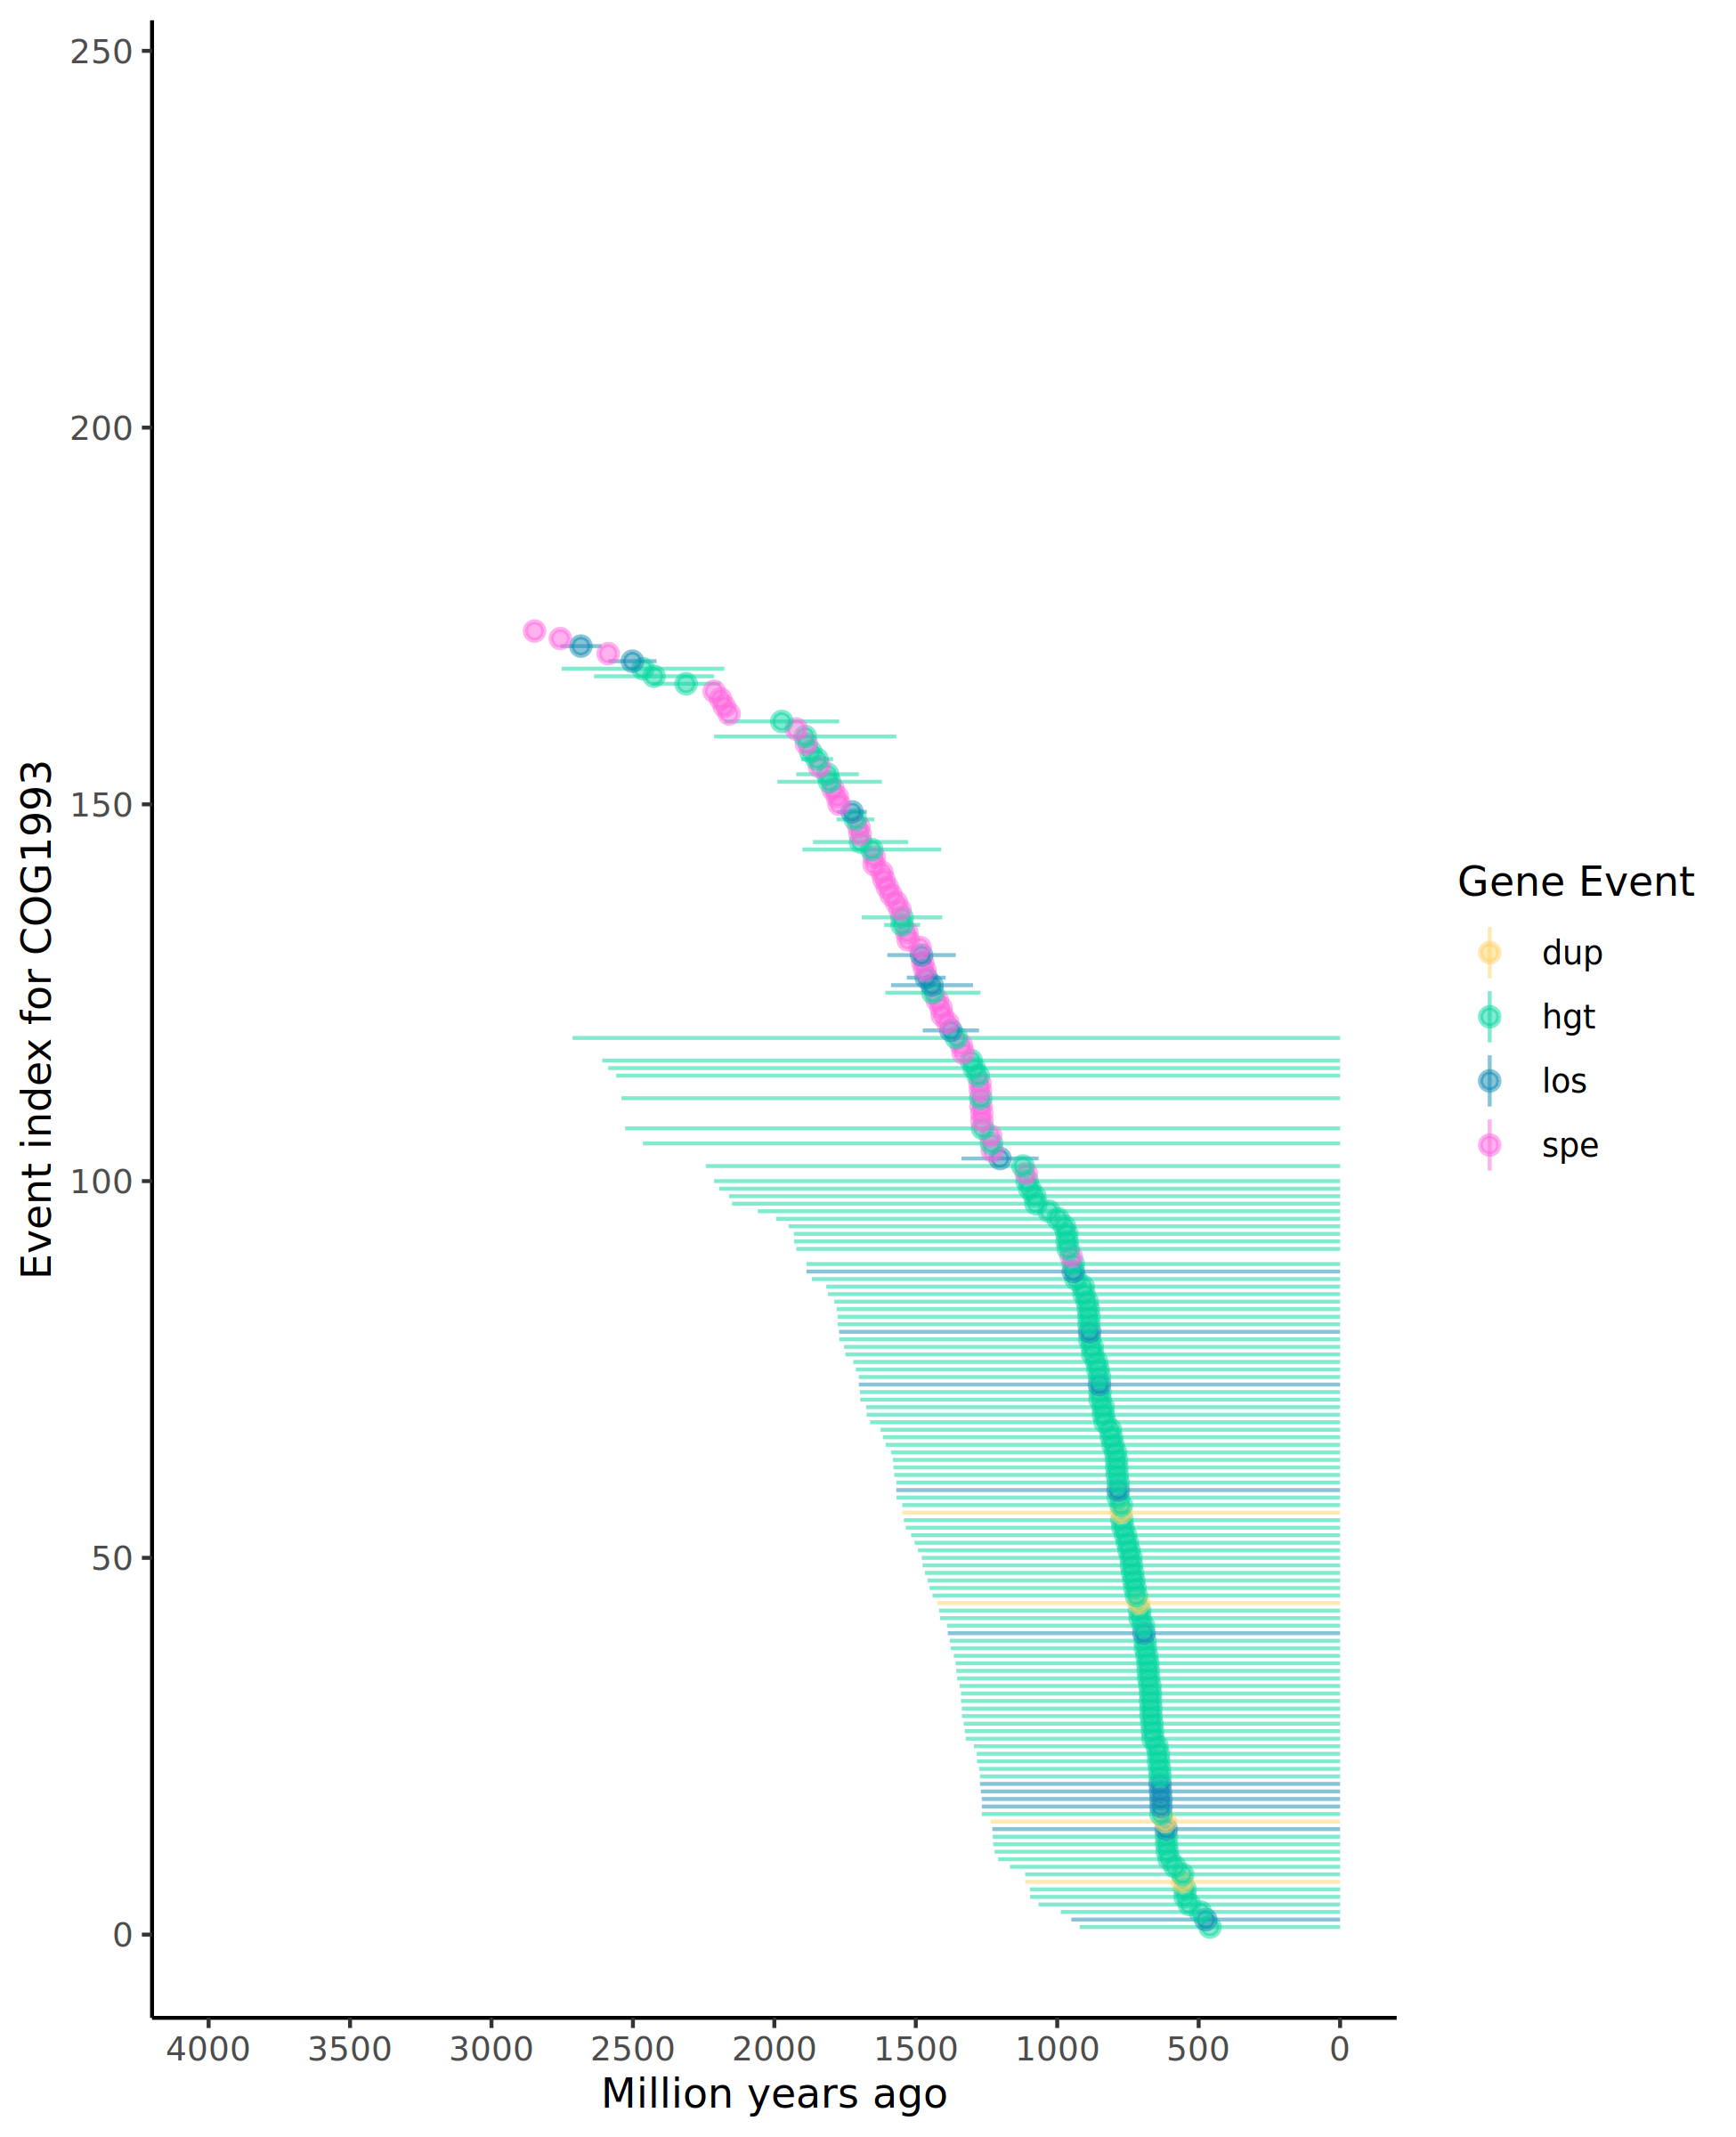 250
200
150
100
50
0
Event index for COG1993
4000 3500 3000 2500 2000 1500 1000 500 0
Million years ago
Gene Event
dup
hgt
los
spe